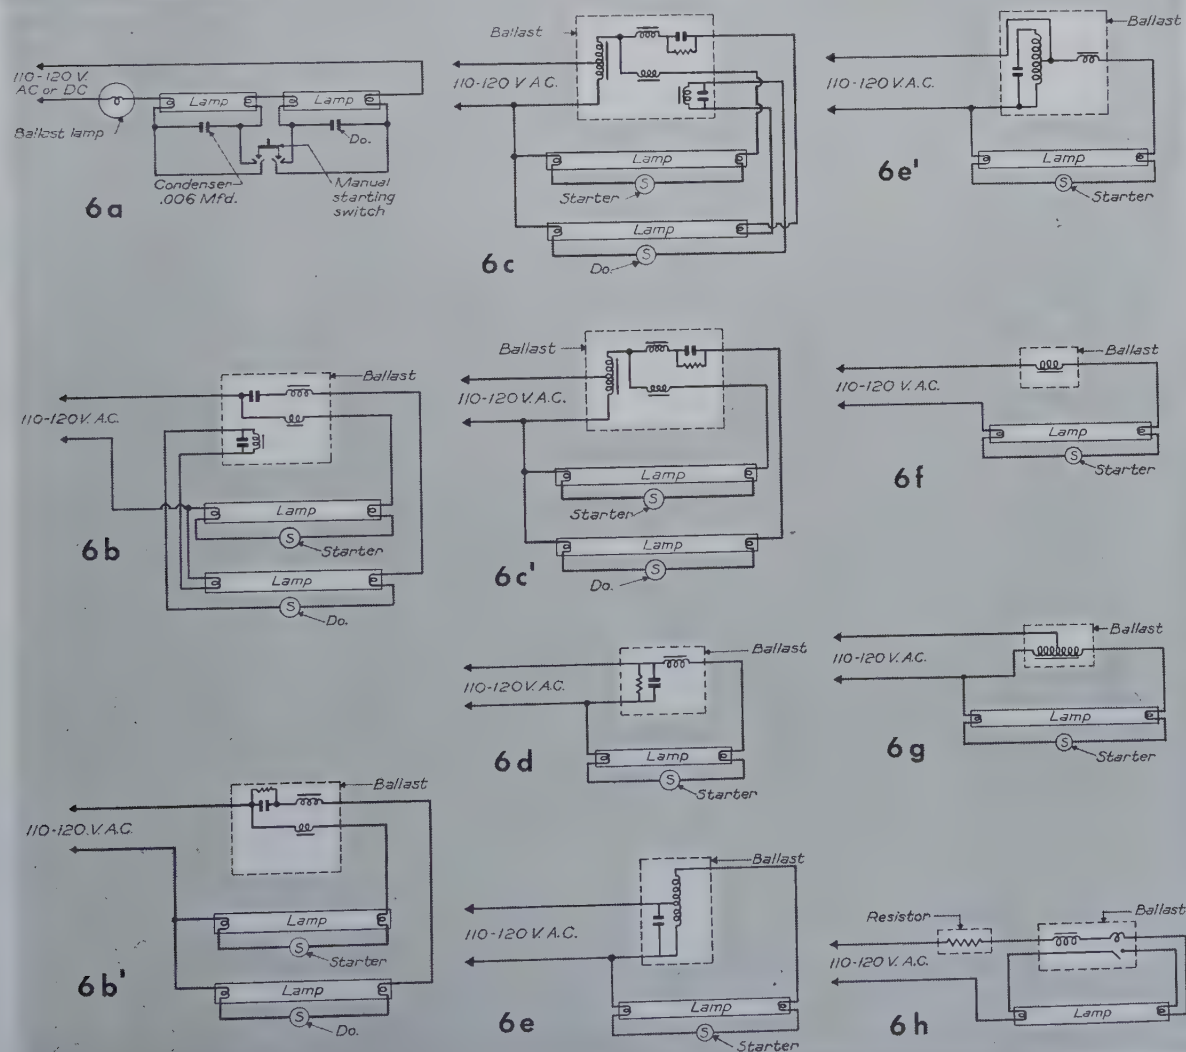 110-120 V.
AC or DC
Ballast lamp
Lamp
Lamp
Do.
Condenser
.006 Mfd.
Manual
starting
switch
6a
Ballast
110-120 V.A.C.
Lamp
Starter
Lamp
Do.
6b
Ballast
110-120.V.A.C.
Lamp
Starter
Lamp
Do.
6b'
Ballast
110-120 V A.C.
Lamp
Starter
Lamp
Do.
6c
Ballast
110-120 V.A.C.
Lamp
Starter
Lamp
Do.
6c'
Ballast
110-120V.A.C.
Lamp
Starter
6d
Ballast
110-120 V.A.C.
Lamp
Starter
6e
Ballast
110-120 V.A.C.
Lamp
Starter
6e'
Ballast
110-120 V.A.C.
Lamp
Starter
6f
Ballast
110-120 V.A.C.
Lamp
Starter
6g
Resistor
Ballast
110-120 V. A.C.
Lamp
6h
S
S
S
S
S
S
S
S
S
S
S
S
S